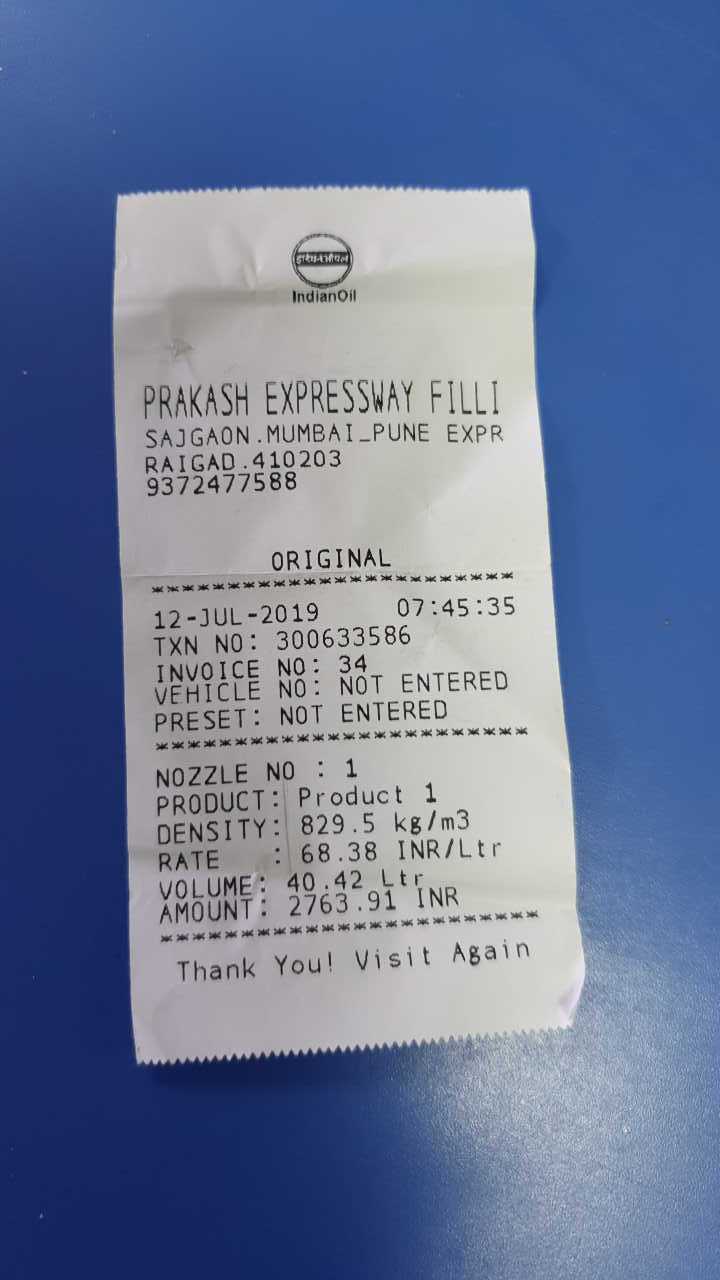 इंडियनऑयल
IndianOil
PRAKASH EXPRESSWAY FILLI
SAJGAON.MUMBAI_PUNE EXPR
RAIGAD.410203
9372477588
ORIGINAL
************************
12-JUL-2019 07:45:35
TXN NO: 300633586
INVOICE NO: 34
VEHICLE NO: NOT ENTERED
PRESET: NOT ENTERED
************************
NOZZLE NO : 1
PRODUCT: Product 1
DENSITY: 829.5 kg/m3
RATE : 68.38 INR/Ltr
VOLUME: 40.42 Ltr
AMOUNT: 2763.91 INR
************************
Thank You! Visit Again